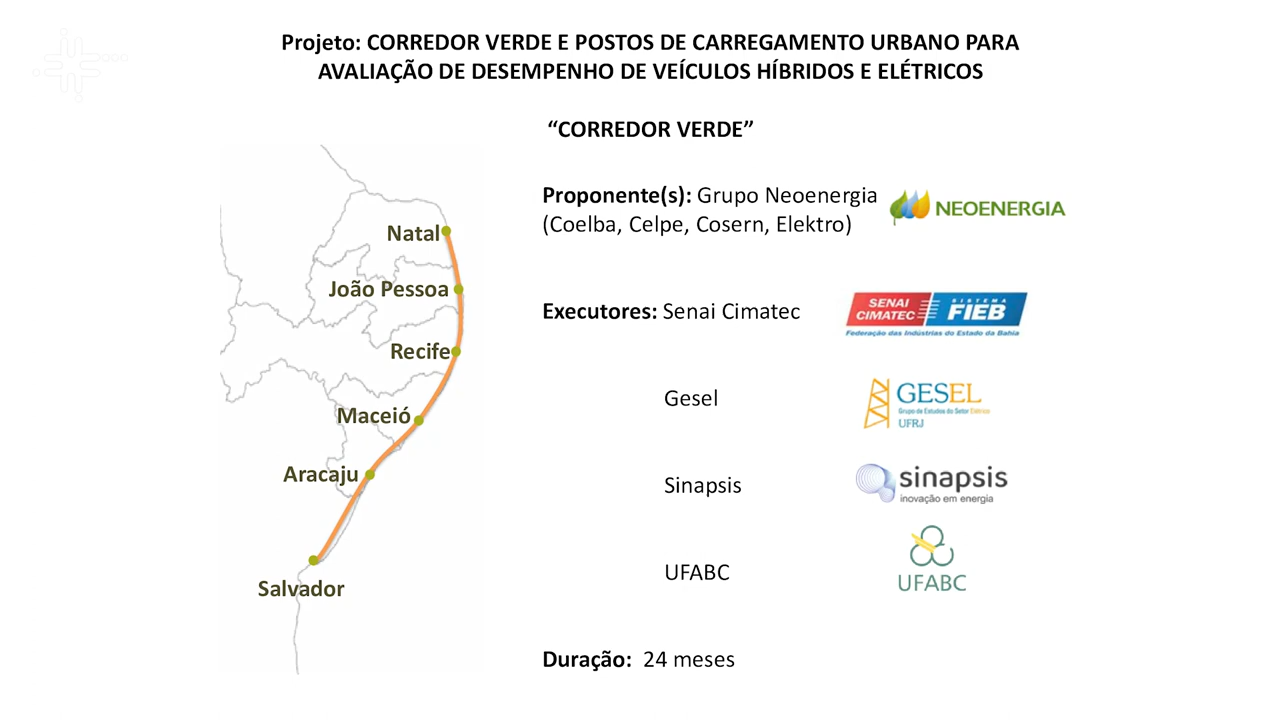 Projeto: CORREDOR VERDE E POSTOS DE CARREGAMENTO URBANO PARA
AVALIAÇÃO DE DESEMPENHO DE VEÍCULOS HÍBRIDOS E ELÉTRICOS
“CORREDOR VERDE”
Natal
João Pessoa
Recife
Maceió
Aracaju
Salvador
Proponente(s): Grupo Neoenergia
(Coelba, Celpe, Cosern, Elektro)
NEOENERGIA
Executores: Senai Cimatec
SENAI
CIMATEC
SISTEMA
FIEB
Federação das Indústrias do Estado da Bahia
Gesel
GESEL
Grupo de Estudos do Setor Elétrico
UFRJ
Sinapsis
sinapsis
inovação em energia
UFABC
UFABC
Duração: 24 meses